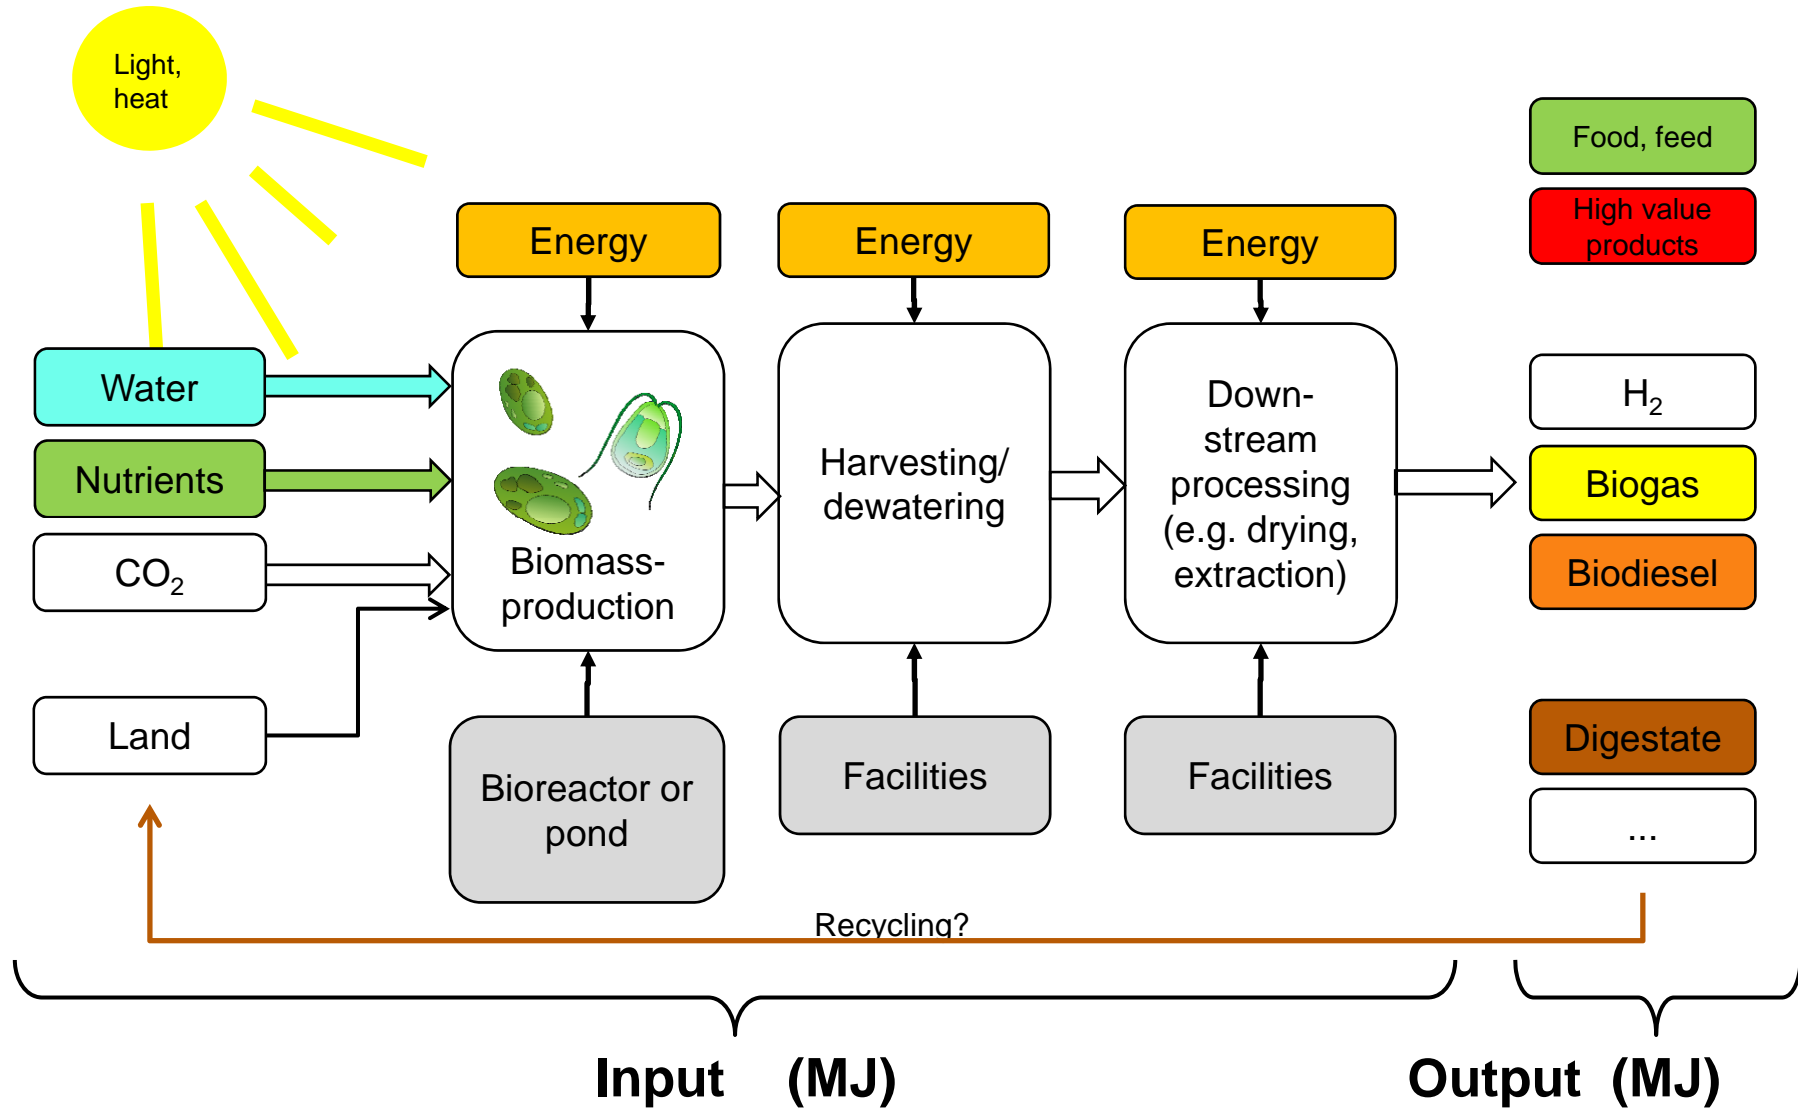 Light,
heat
Food, feed
High value
products
Energy
Energy
Energy
Water
Nutrients
CO₂
Land
Biomass-
production
Harvesting/
dewatering
Down-
stream
processing
(e.g. drying,
extraction)
H₂
Biogas
Biodiesel
Digestate
...
Bioreactor or
pond
Facilities
Facilities
Recycling?
Input (MJ)
Output (MJ)